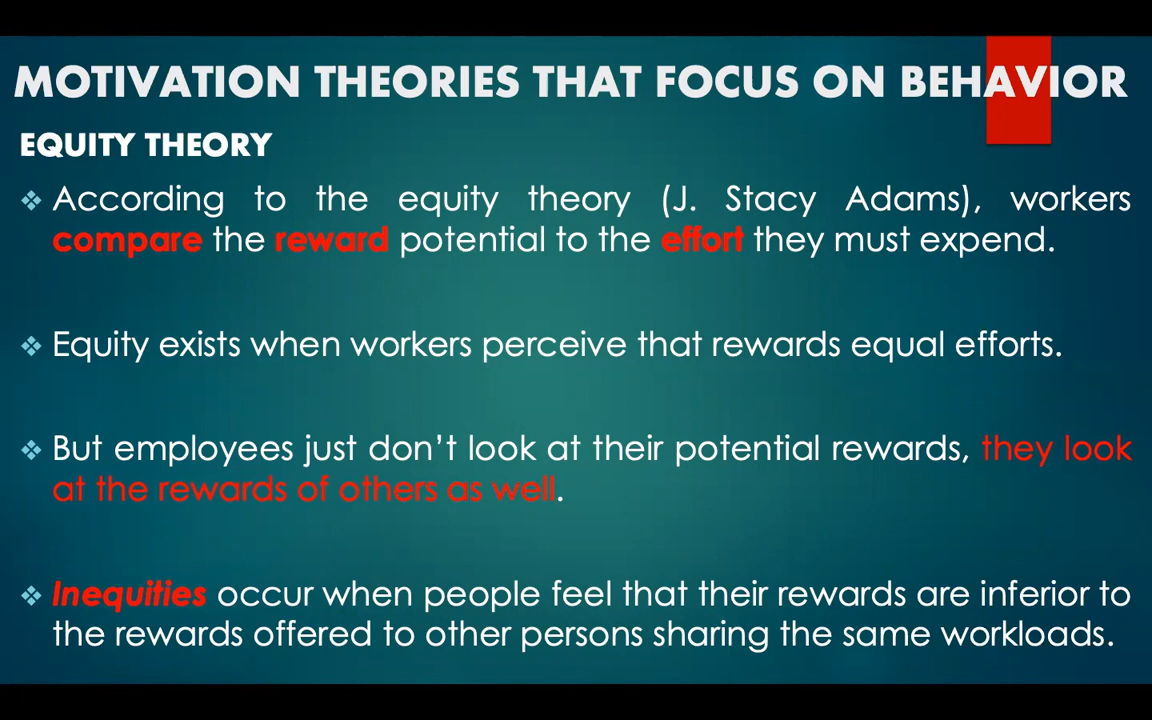 MOTIVATION THEORIES THAT FOCUS ON BEHAVIOR
EQUITY THEORY
❖ According to the equity theory (J. Stacy Adams), workers
compare the reward potential to the effort they must expend.
❖ Equity exists when workers perceive that rewards equal efforts.
❖ But employees just don’t look at their potential rewards, they look
at the rewards of others as well.
❖ Inequities occur when people feel that their rewards are inferior to
the rewards offered to other persons sharing the same workloads.